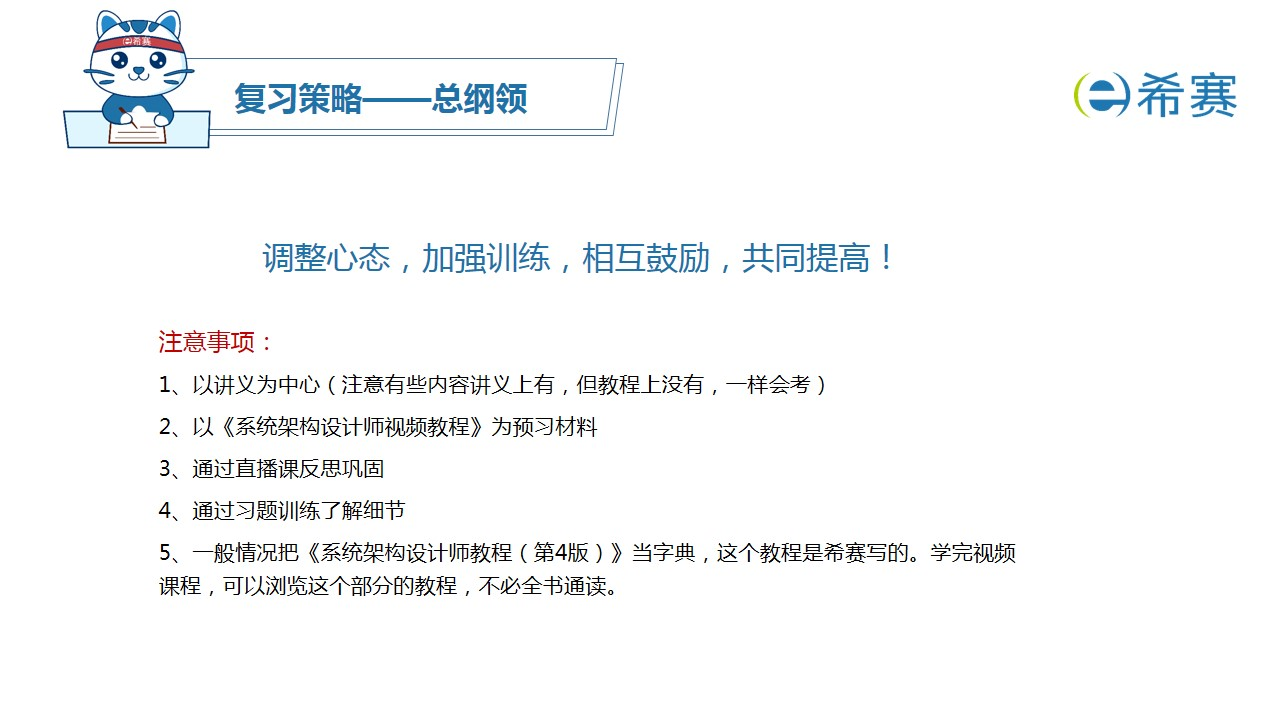 希赛
复习策略——总纲领
希赛
调整心态，加强训练，相互鼓励，共同提高！
注意事项：
1、以讲义为中心（注意有些内容讲义上有，但教程上没有，一样会考）
2、以《系统架构设计师视频教程》为预习材料
3、通过直播课反思巩固
4、通过习题训练了解细节
5、一般情况把《系统架构设计师教程（第4版）》当字典，这个教程是希赛写的。学完视频
课程，可以浏览这个部分的教程，不必全书通读。